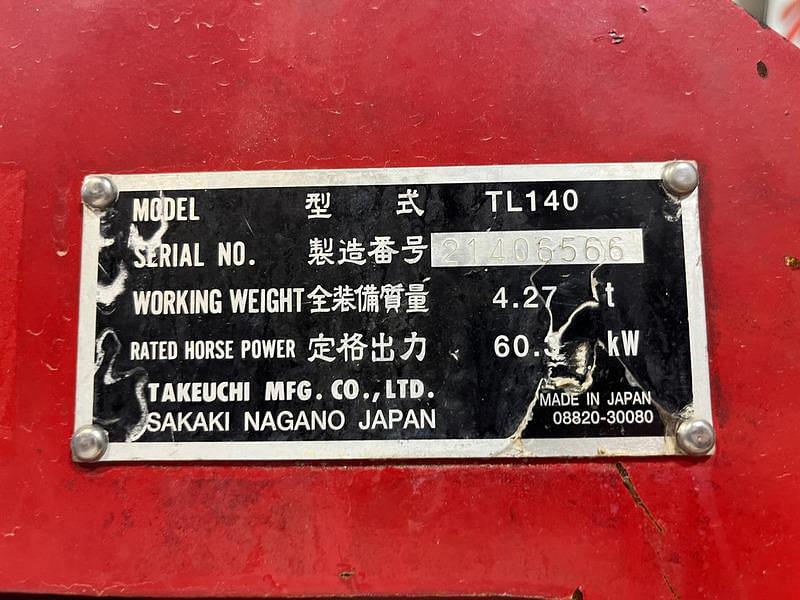 MODEL 型式 TL140
SERIAL NO. 製造番号 21406566
WORKING WEIGHT 全装備質量 4.27 t
RATED HORSE POWER 定格出力 60.3 kW
TAKEUCHI MFG. CO., LTD.
SAKAKI NAGANO JAPAN
MADE IN JAPAN
08820-30080